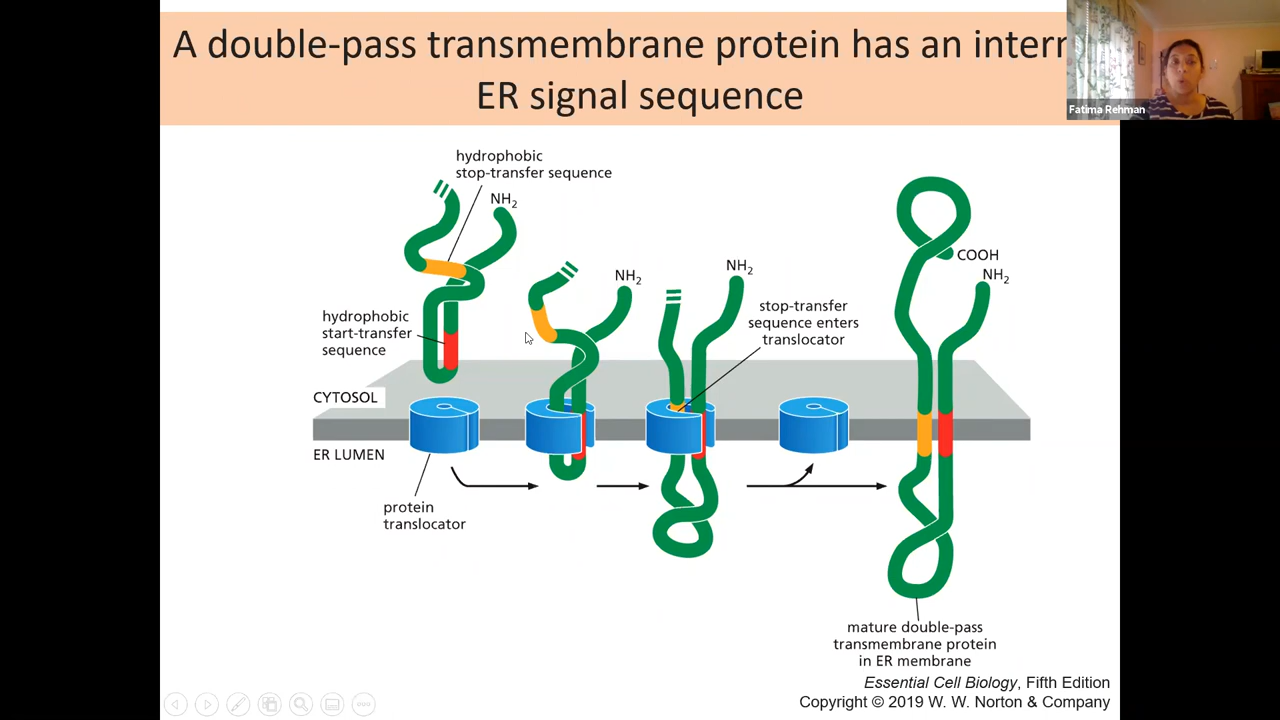 A double-pass transmembrane protein has an
ER signal sequence
Fatima Rehman
hydrophobic
stop-transfer sequence
NH2
hydrophobic
start-transfer
sequence
NH2
NH2
stop-transfer
sequence enters
translocator
COOH
NH2
CYTOSOL
ER LUMEN
protein
translocator
mature double-pass
transmembrane protein
in ER membrane
Essential Cell Biology, Fifth Edition
Copyright © 2019 W. W. Norton & Company